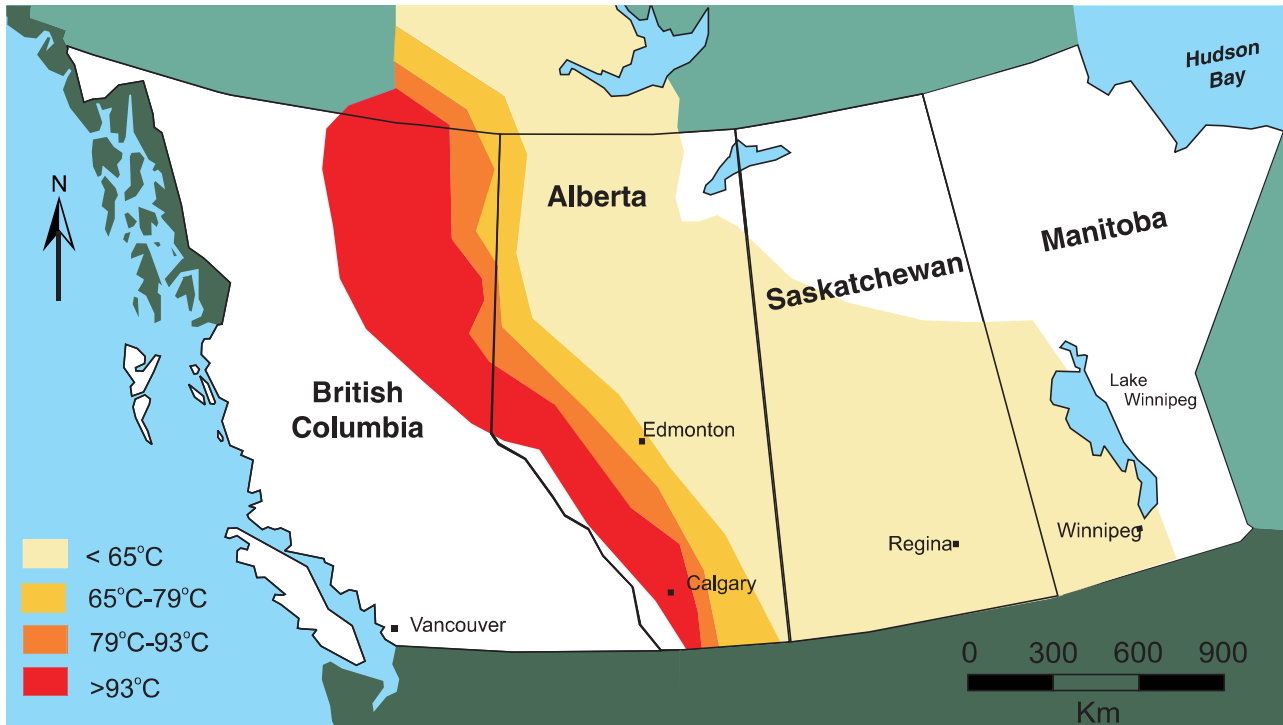 Hudson
Bay
N
Alberta
Manitoba
Saskatchewan
British
Columbia
Lake
Winnipeg
Edmonton
Regina
Winnipeg
Calgary
Vancouver
< 65°C
65°C-79°C
79°C-93°C
>93°C
0 300 600 900
Km